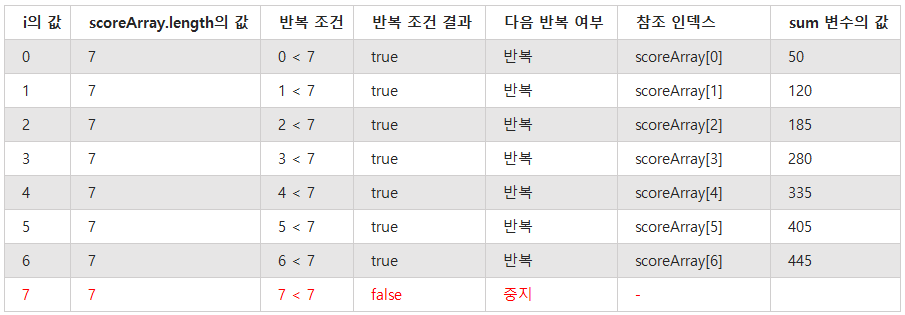 i의 값 scoreArray.length의 값 반복 조건 반복 조건 결과 다음 반복 여부 참조 인덱스 sum 변수의 값
0 7 0 < 7 true 반복 scoreArray[0] 50
1 7 1 < 7 true 반복 scoreArray[1] 120
2 7 2 < 7 true 반복 scoreArray[2] 185
3 7 3 < 7 true 반복 scoreArray[3] 280
4 7 4 < 7 true 반복 scoreArray[4] 335
5 7 5 < 7 true 반복 scoreArray[5] 405
6 7 6 < 7 true 반복 scoreArray[6] 445
7 7 7 < 7 false 중지 -